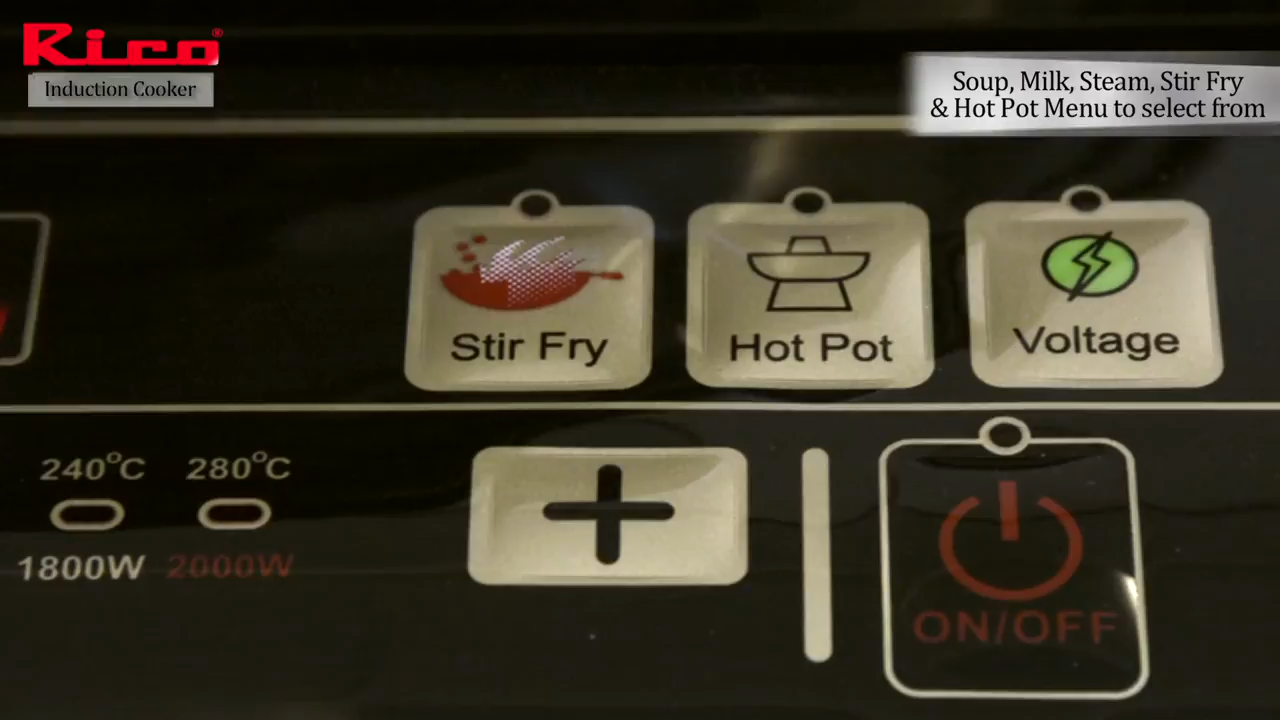 Rico®
Induction Cooker
Soup, Milk, Steam, Stir Fry
& Hot Pot Menu to select from
Stir Fry
Hot Pot
Voltage
240°C
280°C
1800W
2000W
ON/OFF